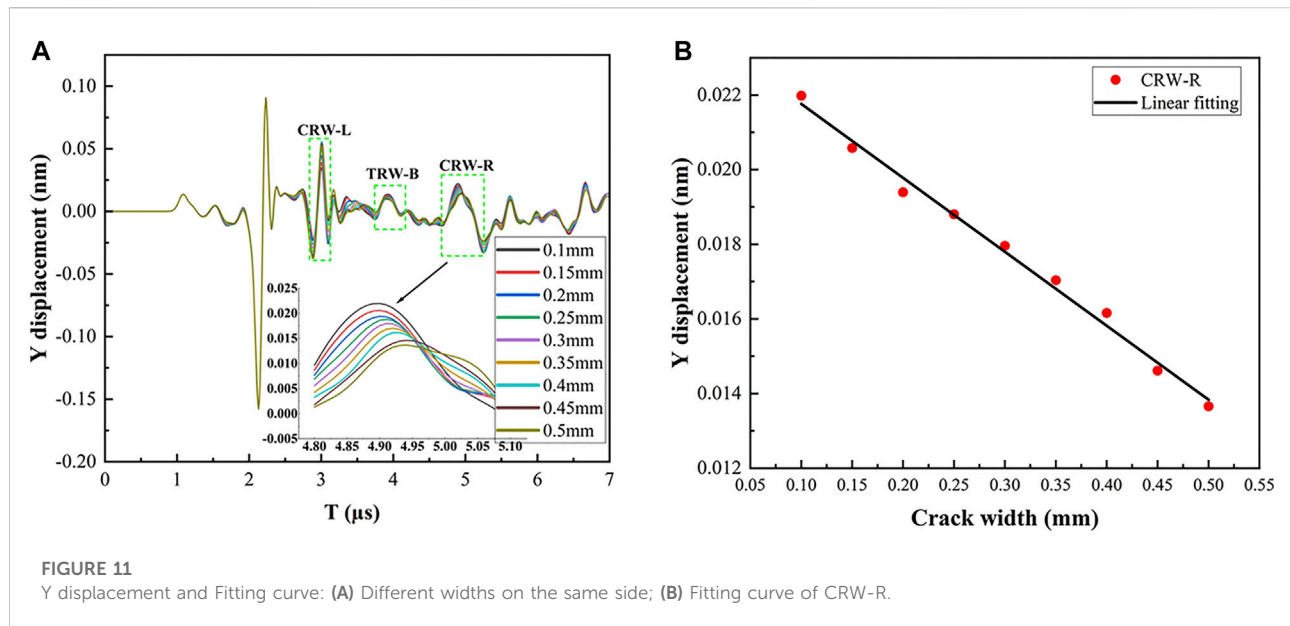 A
Y displacement (nm)
0.10
0.05
0.00
-0.05
-0.10
-0.15
-0.20
0 1 2 3 4 5 6 7
T (μs)
CRW-L
TRW-B
CRW-R
0.1mm
0.15mm
0.2mm
0.25mm
0.3mm
0.35mm
0.4mm
0.45mm
0.5mm
0.025
0.020
0.015
0.010
0.005
0.000
-0.005
4.80 4.85 4.90 4.95 5.00 5.05 5.10
B
Y displacement (nm)
0.022
0.020
0.018
0.016
0.014
0.012
0.05 0.10 0.15 0.20 0.25 0.30 0.35 0.40 0.45 0.50 0.55
Crack width (mm)
CRW-R
Linear fitting
FIGURE 11
Y displacement and Fitting curve: (A) Different widths on the same side; (B) Fitting curve of CRW-R.